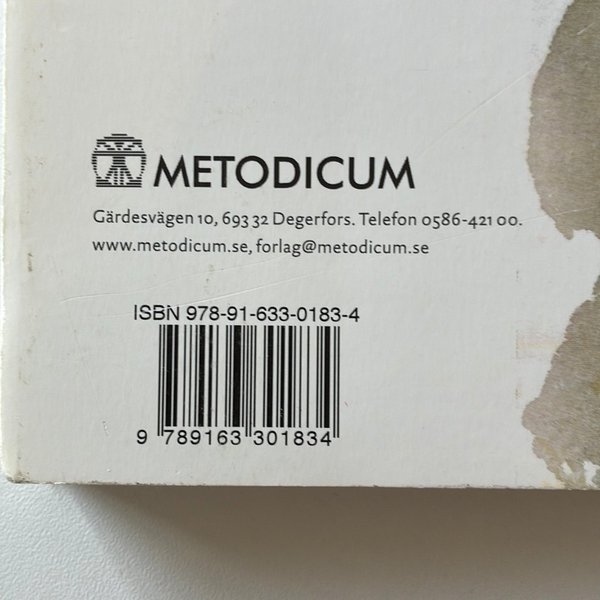 METODICUM
Gärdesvägen 10, 693 32 Degerfors. Telefon 0586-421 00.
www.metodicum.se, forlag@metodicum.se
ISBN 978-91-633-0183-4
9 789163 301834